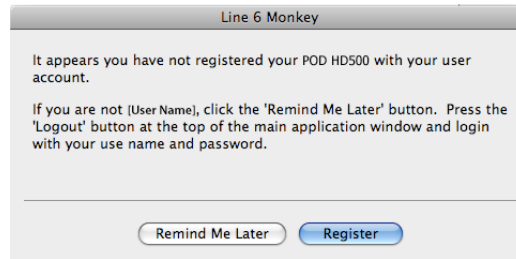 Line 6 Monkey
It appears you have not registered your POD HD500 with your user
account.
If you are not [User Name], click the 'Remind Me Later' button. Press the
'Logout' button at the top of the main application window and login
with your use name and password.
Remind Me Later
Register